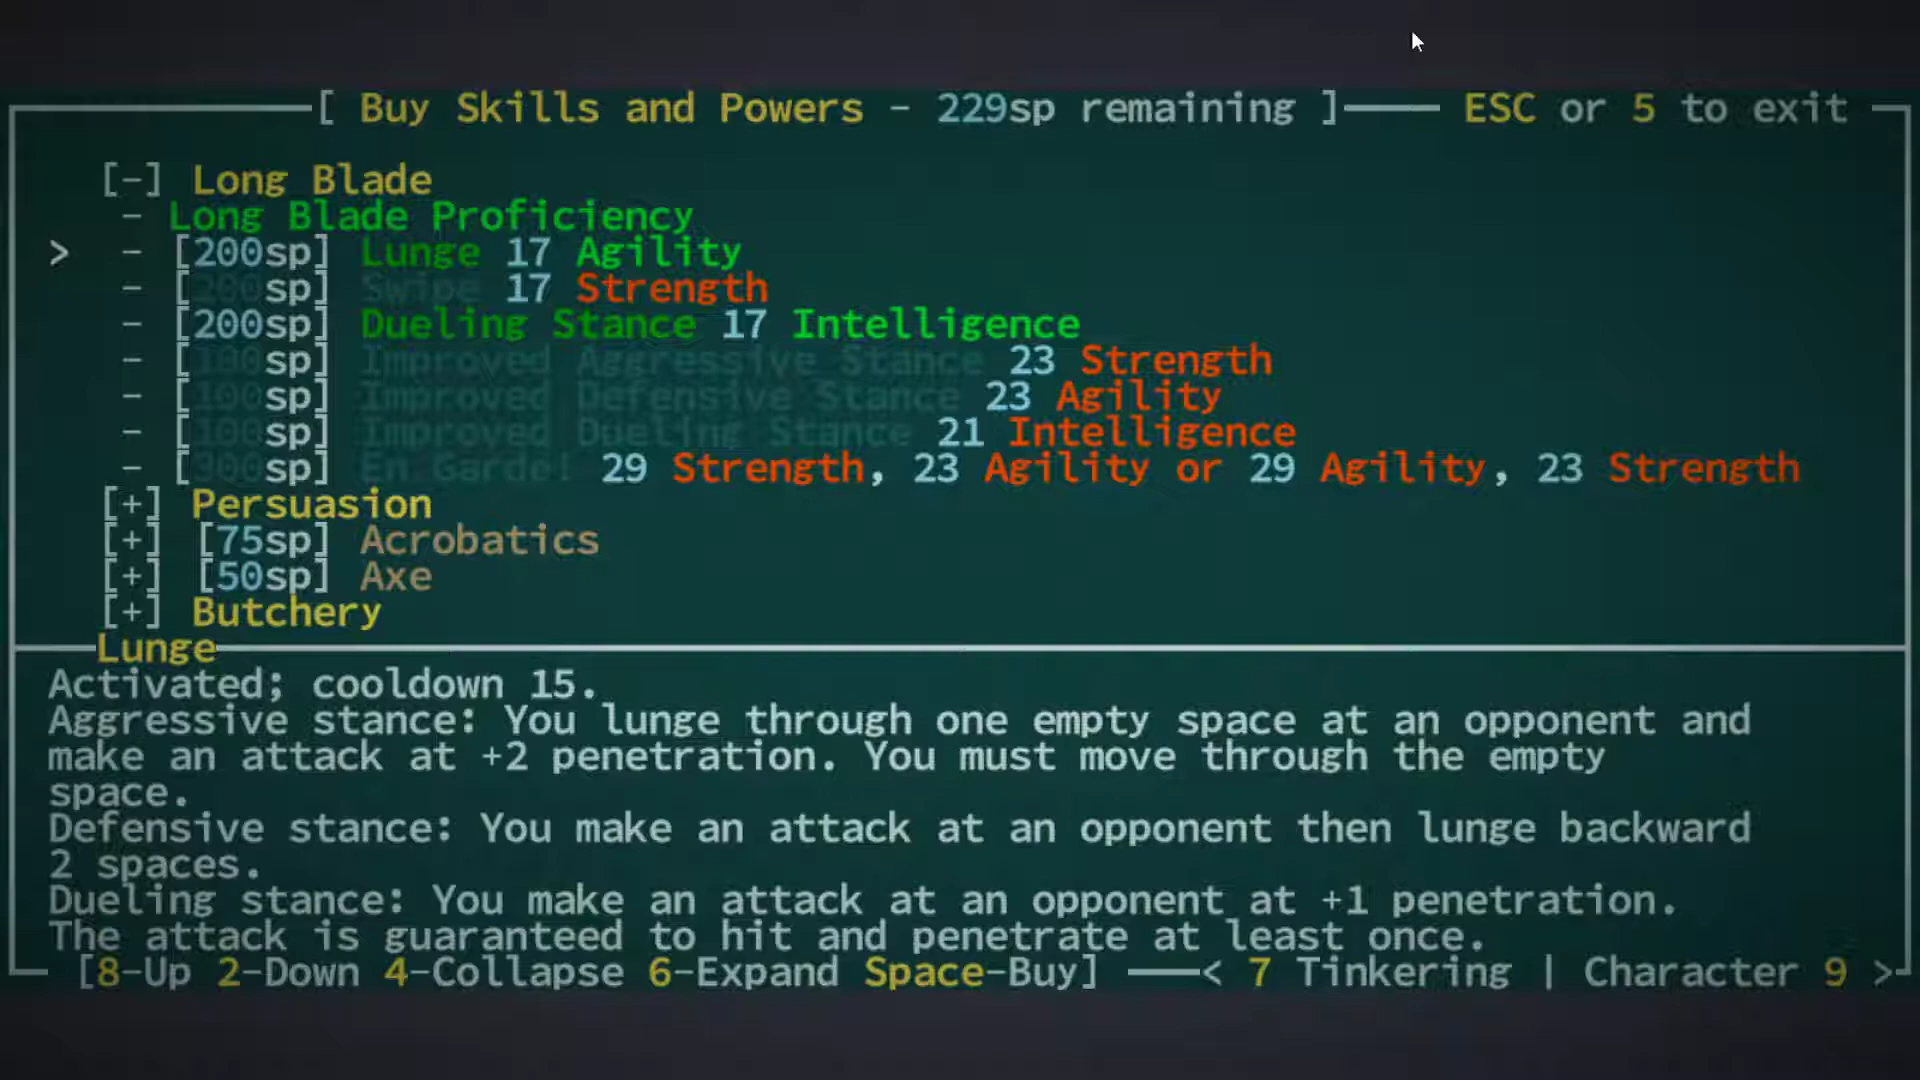 [ Buy Skills and Powers - 229sp remaining ] ESC or 5 to exit
[-] Long Blade
- Long Blade Proficiency
> - [200sp] Lunge 17 Agility
- [200sp] Swipe 17 Strength
- [200sp] Dueling Stance 17 Intelligence
- [100sp] Improved Aggressive Stance 23 Strength
- [100sp] Improved Defensive Stance 23 Agility
- [100sp] Improved Dueling Stance 21 Intelligence
- [300sp] En Garde! 29 Strength, 23 Agility or 29 Agility, 23 Strength
[+] Persuasion
[+] [75sp] Acrobatics
[+] [50sp] Axe
[+] Butchery
Lunge
Activated; cooldown 15.
Aggressive stance: You lunge through one empty space at an opponent and
make an attack at +2 penetration. You must move through the empty
space.
Defensive stance: You make an attack at an opponent then lunge backward
2 spaces.
Dueling stance: You make an attack at an opponent at +1 penetration.
The attack is guaranteed to hit and penetrate at least once.
[8-Up 2-Down 4-Collapse 6-Expand Space-Buy] < 7 Tinkering | Character 9 >